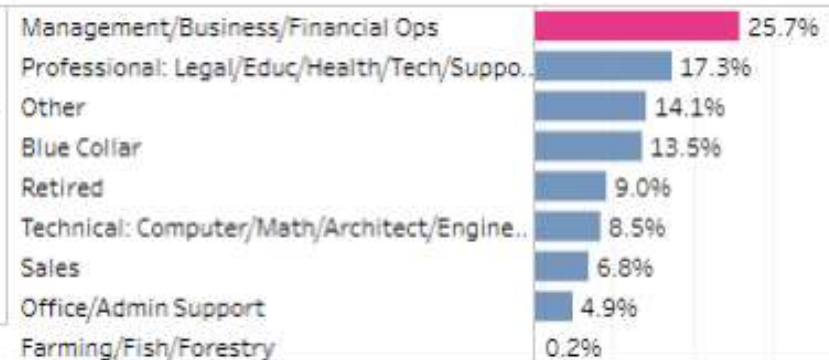 Management/Business/Financial Ops 25.7%
Professional: Legal/Educ/Health/Tech/Suppo.. 17.3%
Other 14.1%
Blue Collar 13.5%
Retired 9.0%
Technical: Computer/Math/Architect/Engine.. 8.5%
Sales 6.8%
Office/Admin Support 4.9%
Farming/Fish/Forestry 0.2%